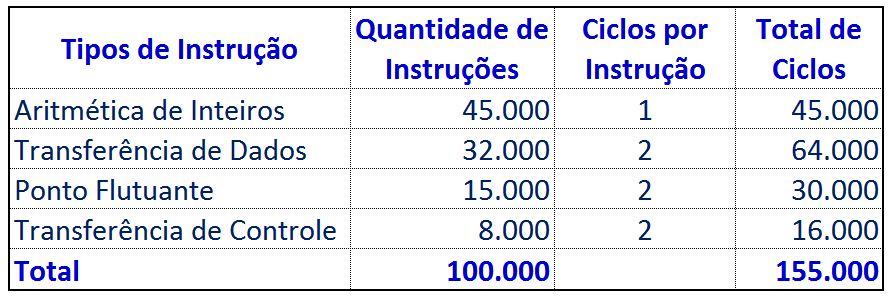 Tipos de Instrução Quantidade de Instruções Ciclos por Instrução Total de Ciclos
Aritmética de Inteiros 45.000 1 45.000
Transferência de Dados 32.000 2 64.000
Ponto Flutuante 15.000 2 30.000
Transferência de Controle 8.000 2 16.000
Total 100.000 155.000